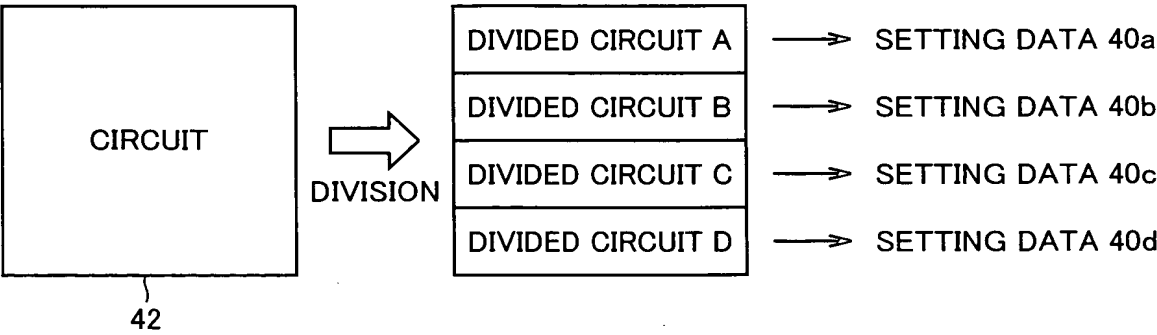 CIRCUIT
42
DIVISION
DIVIDED CIRCUIT A
SETTING DATA 40a
DIVIDED CIRCUIT B
SETTING DATA 40b
DIVIDED CIRCUIT C
SETTING DATA 40c
DIVIDED CIRCUIT D
SETTING DATA 40d